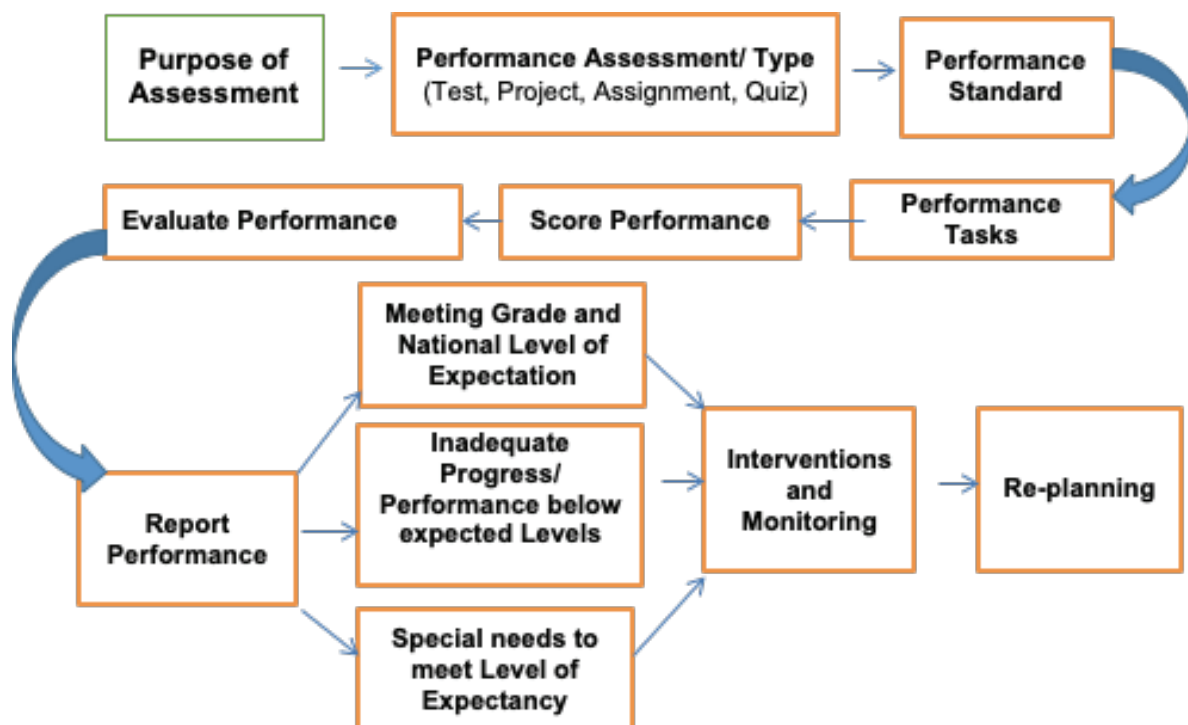 Purpose of
Assessment
Performance Assessment/ Type
(Test, Project, Assignment, Quiz)
Performance
Standard
Evaluate Performance
Score Performance
Performance
Tasks
Meeting Grade and
National Level of
Expectation
Inadequate
Progress/
Performance below
expected Levels
Special needs to
meet Level of
Expectancy
Report
Performance
Interventions
and
Monitoring
Re-planning